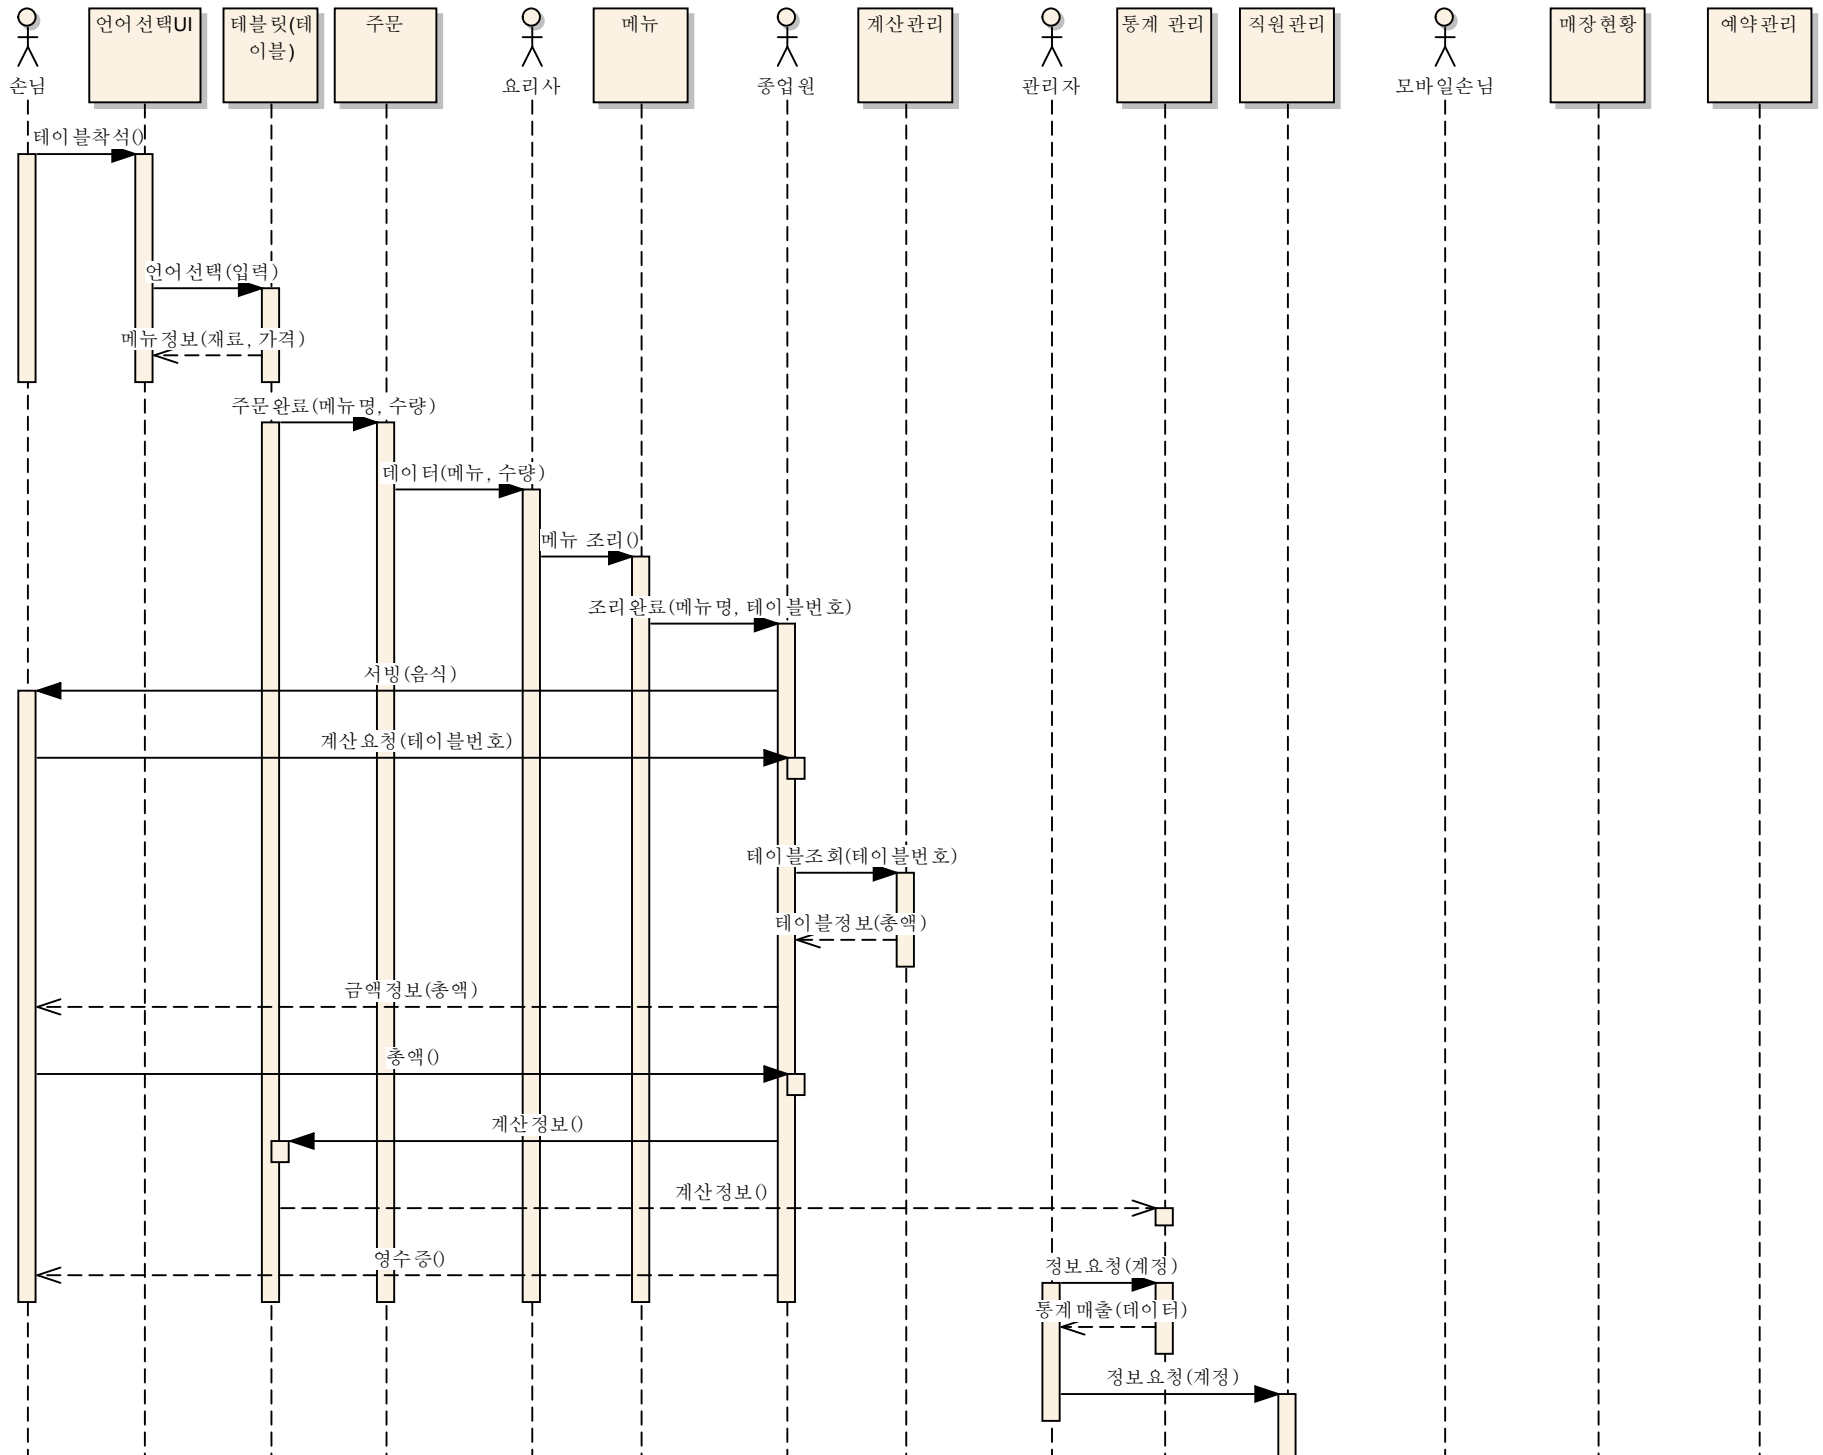 언어선택UI
테블릿(테
이블)
주문
메뉴
계산관리
통계 관리
직원관리
매장현황
예약관리
손님
요리사
종업원
관리자
모바일손님
테이블착석()
언어선택(입력)
메뉴정보(재료, 가격)
주문완료(메뉴명, 수량)
데이터(메뉴, 수량)
메뉴 조리()
조리완료(메뉴명, 테이블번호)
서빙(음식)
계산요청(테이블번호)
테이블조회(테이블번호)
테이블정보(총액)
금액정보(총액)
총액()
계산정보()
계산정보()
영수증()
정보요청(계정)
통계매출(데이터)
정보요청(계정)